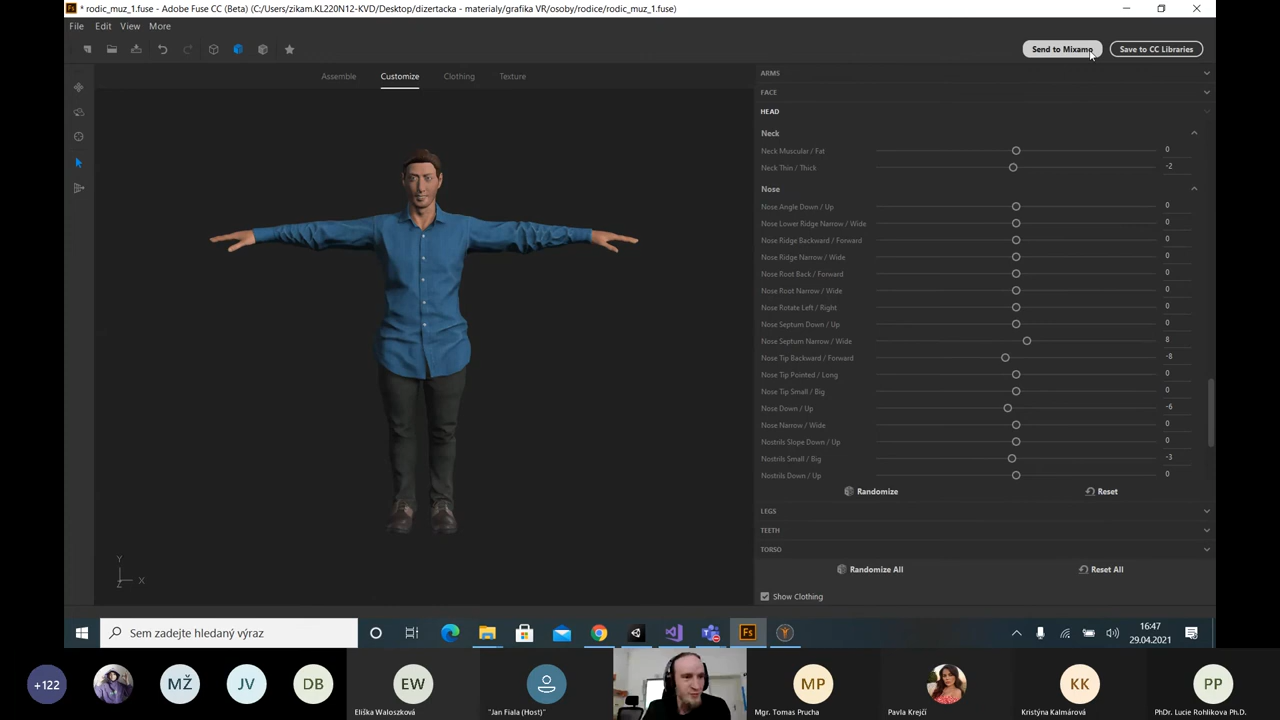 Fs * rodic_muz_1.fuse - Adobe Fuse CC (Beta) (C:/Users/zikam.KL220N12-KVD/Desktop/dizertacka - materialy/grafika VR/osoby/rodice/rodic_muz_1.fuse)
File Edit View More
Send to Mixamo Save to CC Libraries
Assemble Customize Clothing Texture
ARMS
FACE
HEAD
Neck
Neck Muscular / Fat 0
Neck Thin / Thick -2
Nose
Nose Angle Down / Up 0
Nose Lower Ridge Narrow / Wide 0
Nose Ridge Backward / Forward 0
Nose Ridge Narrow / Wide 0
Nose Root Back / Forward 0
Nose Root Narrow / Wide 0
Nose Rotate Left / Right 0
Nose Septum Down / Up 0
Nose Septum Narrow / Wide 8
Nose Tip Backward / Forward -8
Nose Tip Pointed / Long 0
Nose Tip Small / Big 0
Nose Down / Up -6
Nose Narrow / Wide 0
Nostrils Slope Down / Up 0
Nostrils Small / Big -3
Nostrils Down / Up 0
Randomize Reset
LEGS
TEETH
TORSO
Randomize All Reset All
Show Clothing
Y
X
Z
Sem zadejte hledaný výraz
Fs
16:47
29.04.2021
+122 MŽ JV DB EW MP KK PP
Eliška Waloszková "Jan Fiala (Host)" Mgr. Tomas Prucha Pavla Krejčí Kristýna Kalmárová PhDr. Lucie Rohlikova Ph.D.